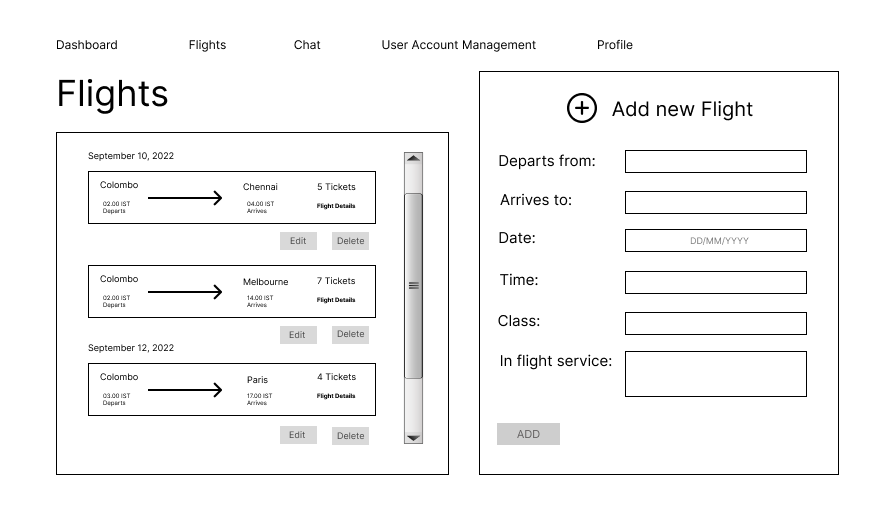 Dashboard Flights Chat User Account Management Profile
Flights
September 10, 2022
Colombo Chennai 5 Tickets
02.00 IST 04.00 IST Flight Details
Departs Arrives
Edit Delete
Colombo Melbourne 7 Tickets
02.00 IST 14.00 IST Flight Details
Departs Arrives
Edit Delete
September 12, 2022
Colombo Paris 4 Tickets
03.00 IST 17.00 IST Flight Details
Departs Arrives
Edit Delete
Add new Flight
Departs from:
Arrives to:
Date: DD/MM/YYYY
Time:
Class:
In flight service:
ADD